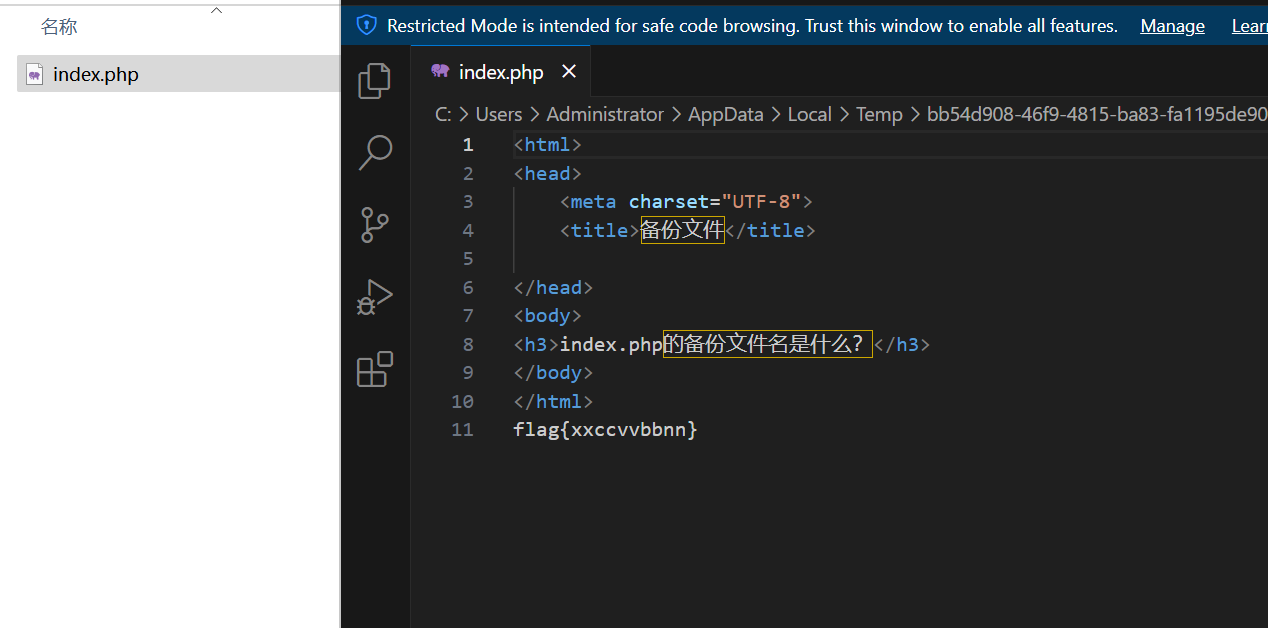 名称
index.php
Restricted Mode is intended for safe code browsing. Trust this window to enable all features. Manage
index.php
C: > Users > Administrator > AppData > Local > Temp > bb54d908-46f9-4815-ba83-fa1195de90
1 <html>
2 <head>
3 <meta charset="UTF-8">
4 <title>备份文件</title>
5
6 </head>
7 <body>
8 <h3>index.php的备份文件名是什么？</h3>
9 </body>
10 </html>
11 flag{xxccvvbbnn}